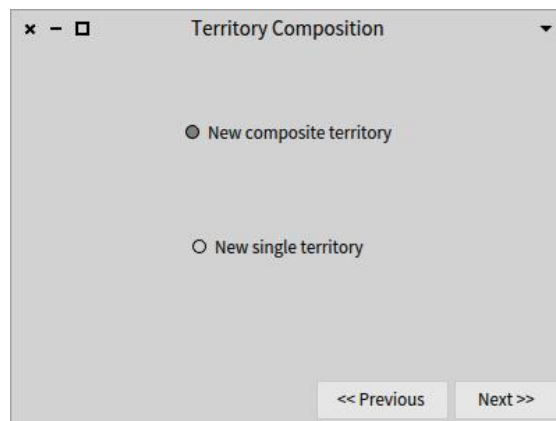 Territory Composition
New composite territory
New single territory
<< Previous Next >>